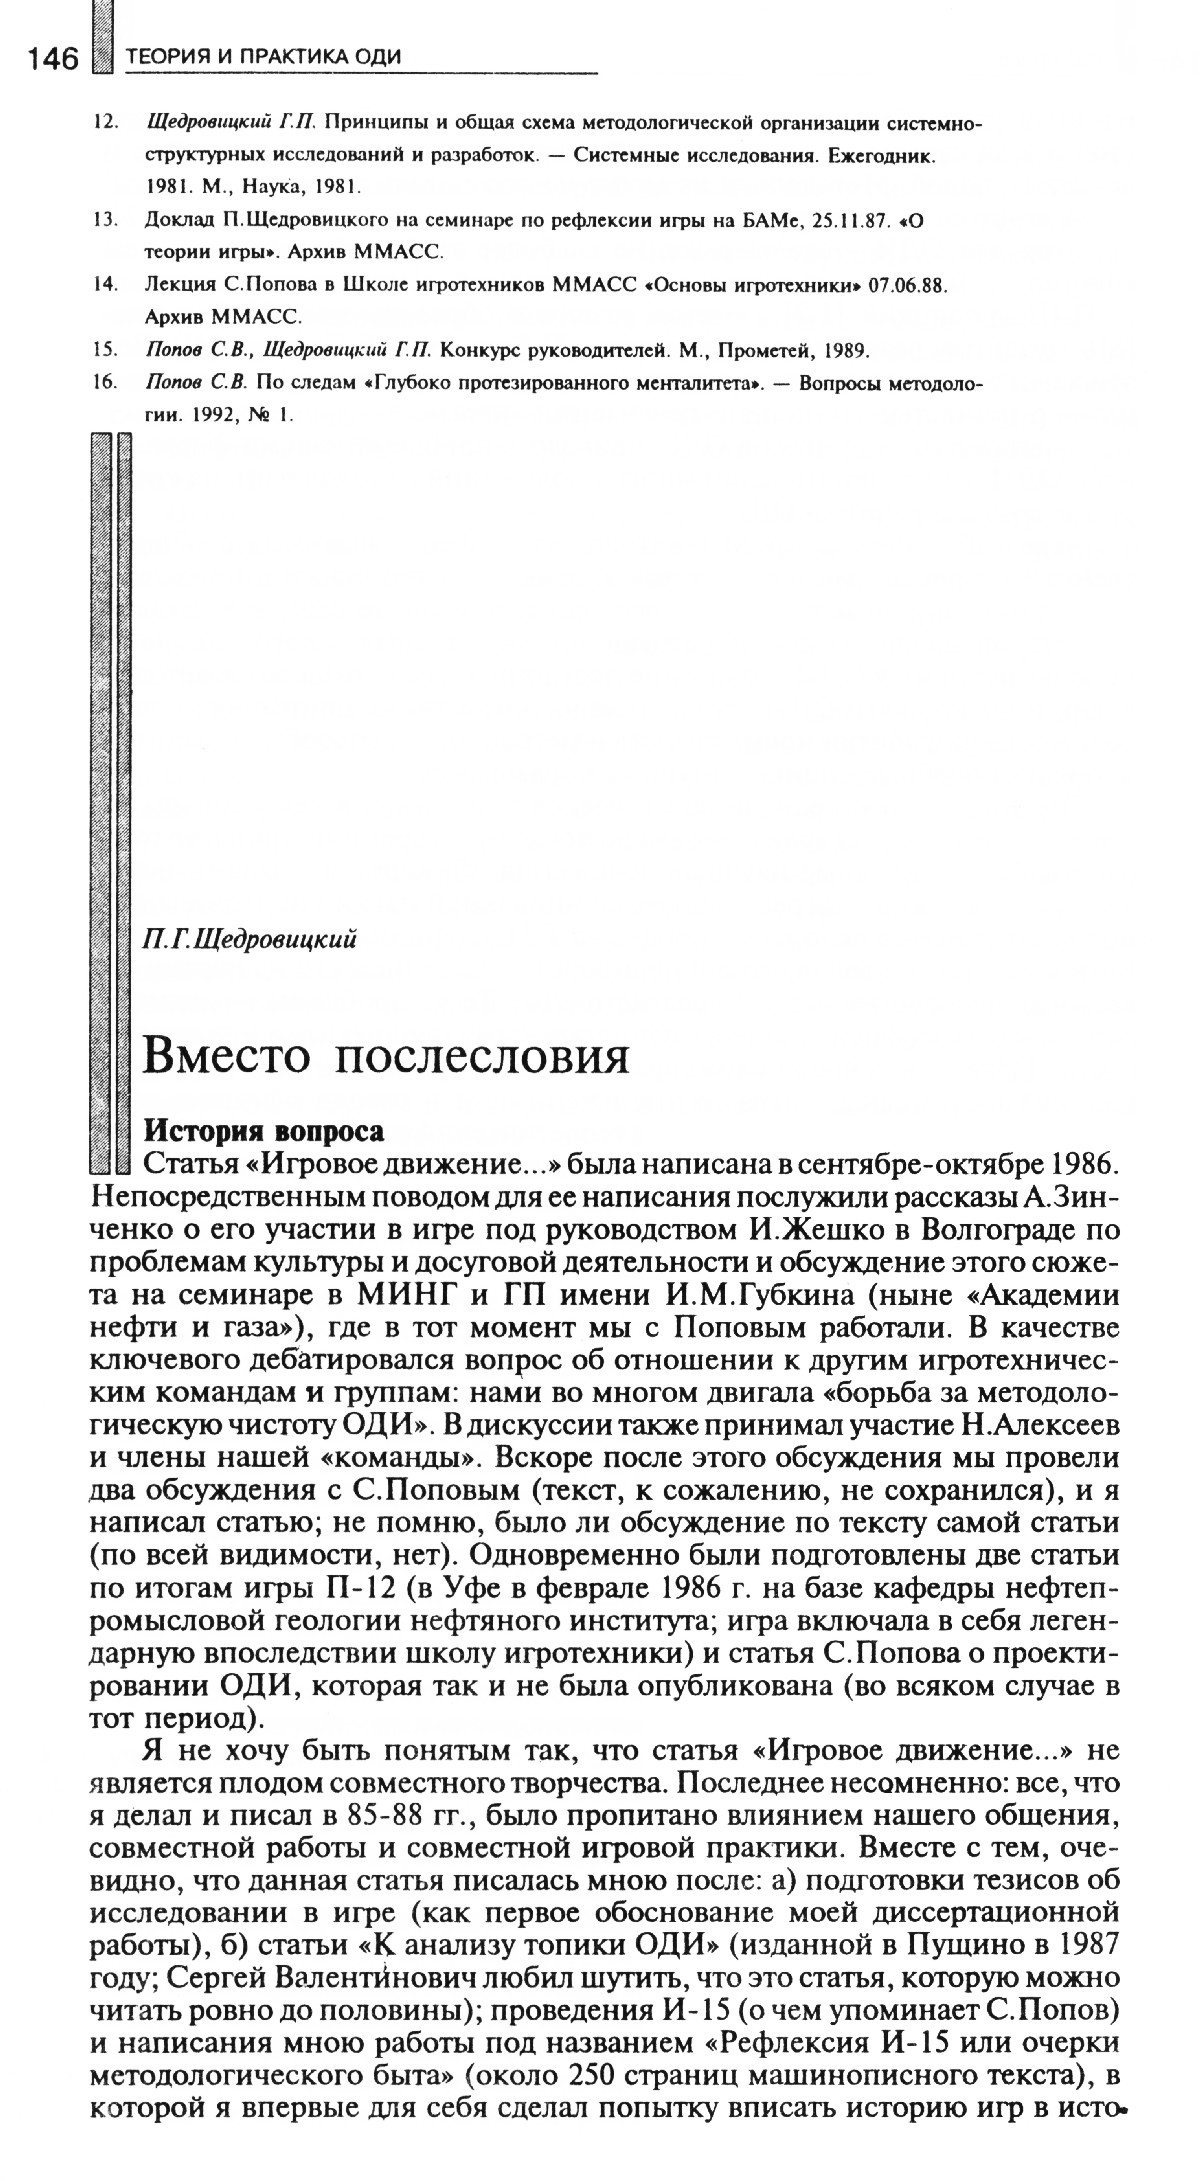 146 ТЕОРИЯ И ПРАКТИКА ОДИ
12. Щедровицкий Г.П. Принципы и общая схема методологической организации системно-
структурных исследований и разработок. — Системные исследования. Ежегодник.
1981. М., Наука, 1981.
13. Доклад П.Щедровицкого на семинаре по рефлексии игры на БАМе, 25.11.87. «О
теории игры». Архив ММАСС.
14. Лекция С.Попова в Школе игротехников ММАСС «Основы игротехники» 07.06.88.
Архив ММАСС.
15. Попов С.В., Щедровицкий Г.П. Конкурс руководителей. М., Прометей, 1989.
16. Попов С.В. По следам «Глубоко протезированного менталитета». — Вопросы методоло-
гии. 1992, № 1.
П.Г.Щедровицкий
Вместо послесловия
История вопроса
Статья «Игровое движение...» была написана в сентябре-октябре 1986.
Непосредственным поводом для ее написания послужили рассказы А.Зин-
ченко о его участии в игре под руководством И.Жешко в Волгограде по
проблемам культуры и досуговой деятельности и обсуждение этого сюже-
та на семинаре в МИНГ и ГП имени И.М.Губкина (ныне «Академии
нефти и газа»), где в тот момент мы с Поповым работали. В качестве
ключевого дебатировался вопрос об отношении к другим игротехничес-
ким командам и группам: нами во многом двигала «борьба за методоло-
гическую чистоту ОДИ». В дискуссии также принимал участие Н.Алексеев
и члены нашей «команды». Вскоре после этого обсуждения мы провели
два обсуждения с С.Поповым (текст, к сожалению, не сохранился), и я
написал статью; не помню, было ли обсуждение по тексту самой статьи
(по всей видимости, нет). Одновременно были подготовлены две статьи
по итогам игры П-12 (в Уфе в феврале 1986 г. на базе кафедры нефтеп-
ромысловой геологии нефтяного института; игра включала в себя леген-
дарную впоследствии школу игротехники) и статья С.Попова о проекти-
ровании ОДИ, которая так и не была опубликована (во всяком случае в
тот период).
Я не хочу быть понятым так, что статья «Игровое движение...» не
является плодом совместного творчества. Последнее несомненно: все, что
я делал и писал в 85-88 гг., было пропитано влиянием нашего общения,
совместной работы и совместной игровой практики. Вместе с тем, оче-
видно, что данная статья писалась мною после: а) подготовки тезисов об
исследовании в игре (как первое обоснование моей диссертационной
работы), б) статьи «К анализу топики ОДИ» (изданной в Пущино в 1987
году; Сергей Валентинович любил шутить, что это статья, которую можно
читать ровно до половины); проведения И-15 (о чем упоминает С.Попов)
и написания мною работы под названием «Рефлексия И-15 или очерки
методологического быта» (около 250 страниц машинописного текста), в
которой я впервые для себя сделал попытку вписать историю игр в исто-